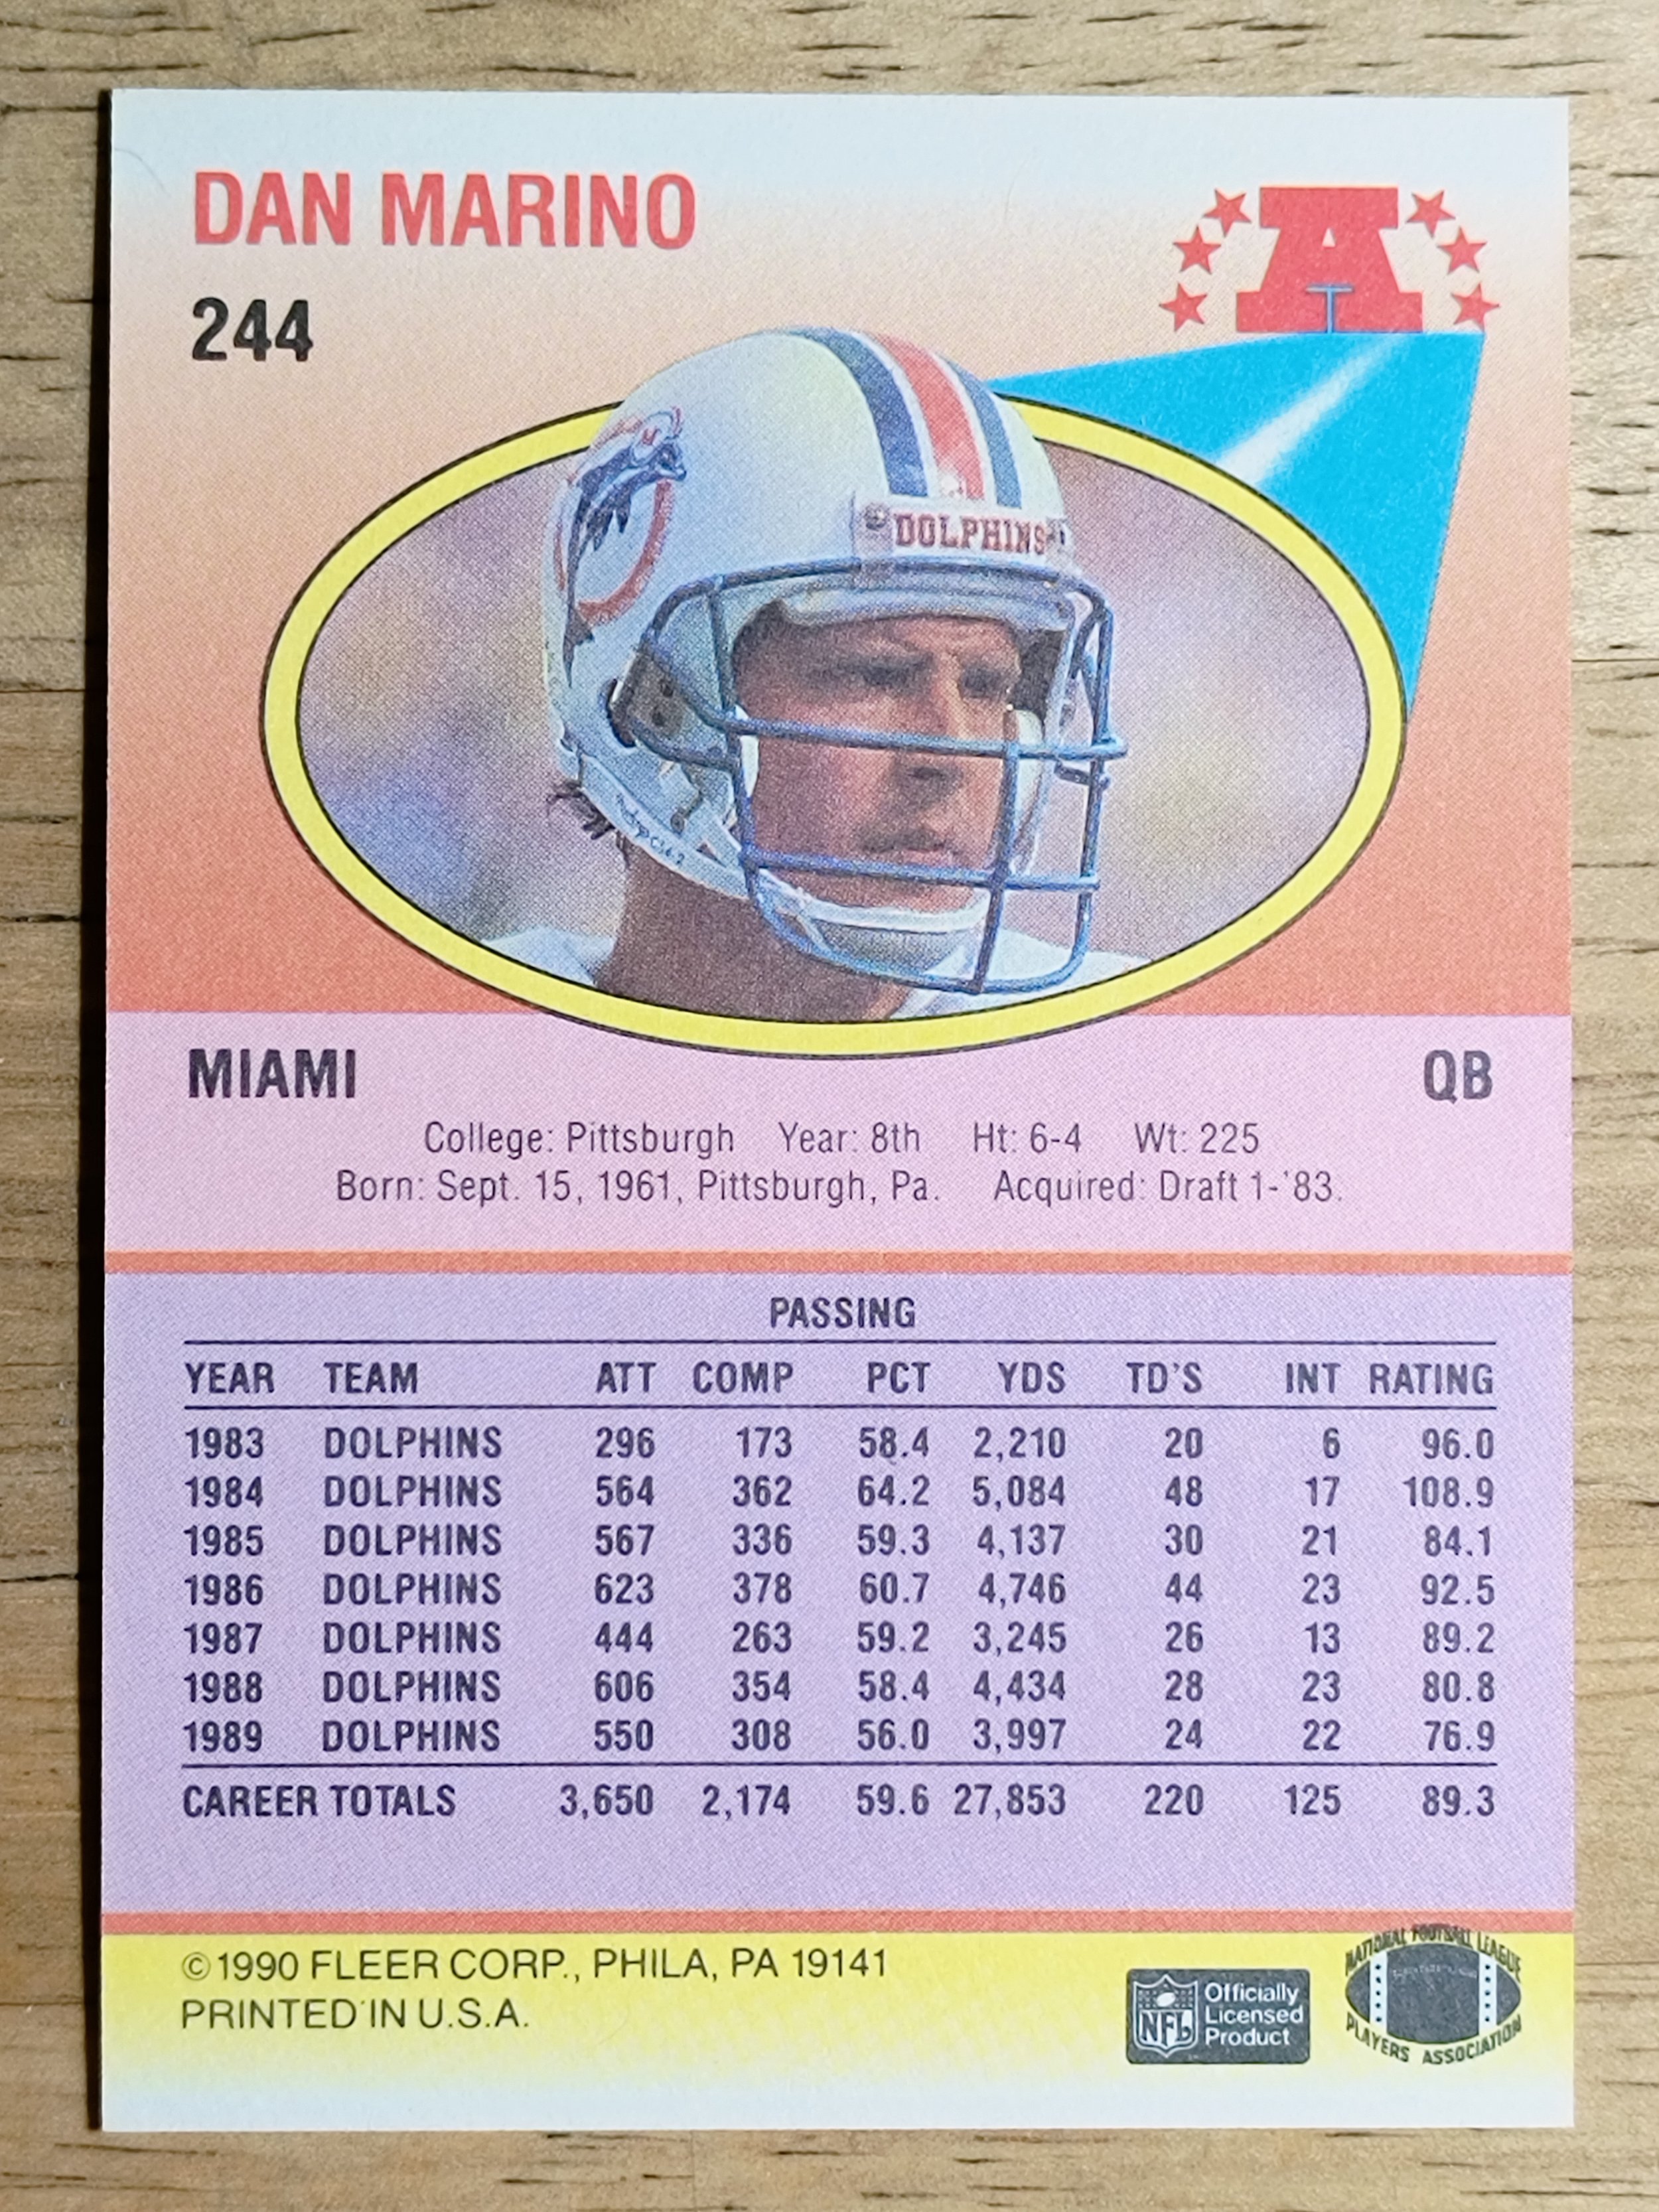 DAN MARINO
A
244
M
DOLPHINS
MIAMI QB
College: Pittsburgh Year: 8th Ht: 6-4 Wt: 225
Born: Sept. 15, 1961, Pittsburgh, Pa. Acquired: Draft 1-'83.
PASSING
YEAR TEAM ATT COMP PCT YDS TD'S INT RATING
1983 DOLPHINS 296 173 58.4 2,210 20 6 96.0
1984 DOLPHINS 564 362 64.2 5,084 48 17 108.9
1985 DOLPHINS 567 336 59.3 4,137 30 21 84.1
1986 DOLPHINS 623 378 60.7 4,746 44 23 92.5
1987 DOLPHINS 444 263 59.2 3,245 26 13 89.2
1988 DOLPHINS 606 354 58.4 4,434 28 23 80.8
1989 DOLPHINS 550 308 56.0 3,997 24 22 76.9
CAREER TOTALS 3,650 2,174 59.6 27,853 220 125 89.3
©1990 FLEER CORP., PHILA, PA 19141
PRINTED IN U.S.A.
NFL
Officially
Licensed
Product
NATIONAL FOOTBALL LEAGUE
PLAYERS ASSOCIATION